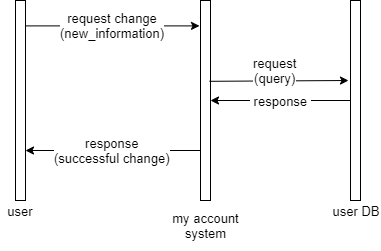 request change
(new_information)
request
(query)
response
response
(successful change)
user
my account
system
user DB